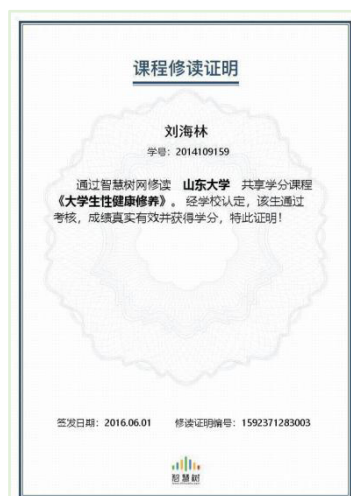 课程修读证明
刘海林
学号：2014109159
通过智慧树网修读 山东大学 共享学分课程
《大学生性健康修养》。经学校认定，该生通过
考核，成绩真实有效并获得学分，特此证明！
签发日期：2016.06.01 修读证明编号：1592371283003
智慧树